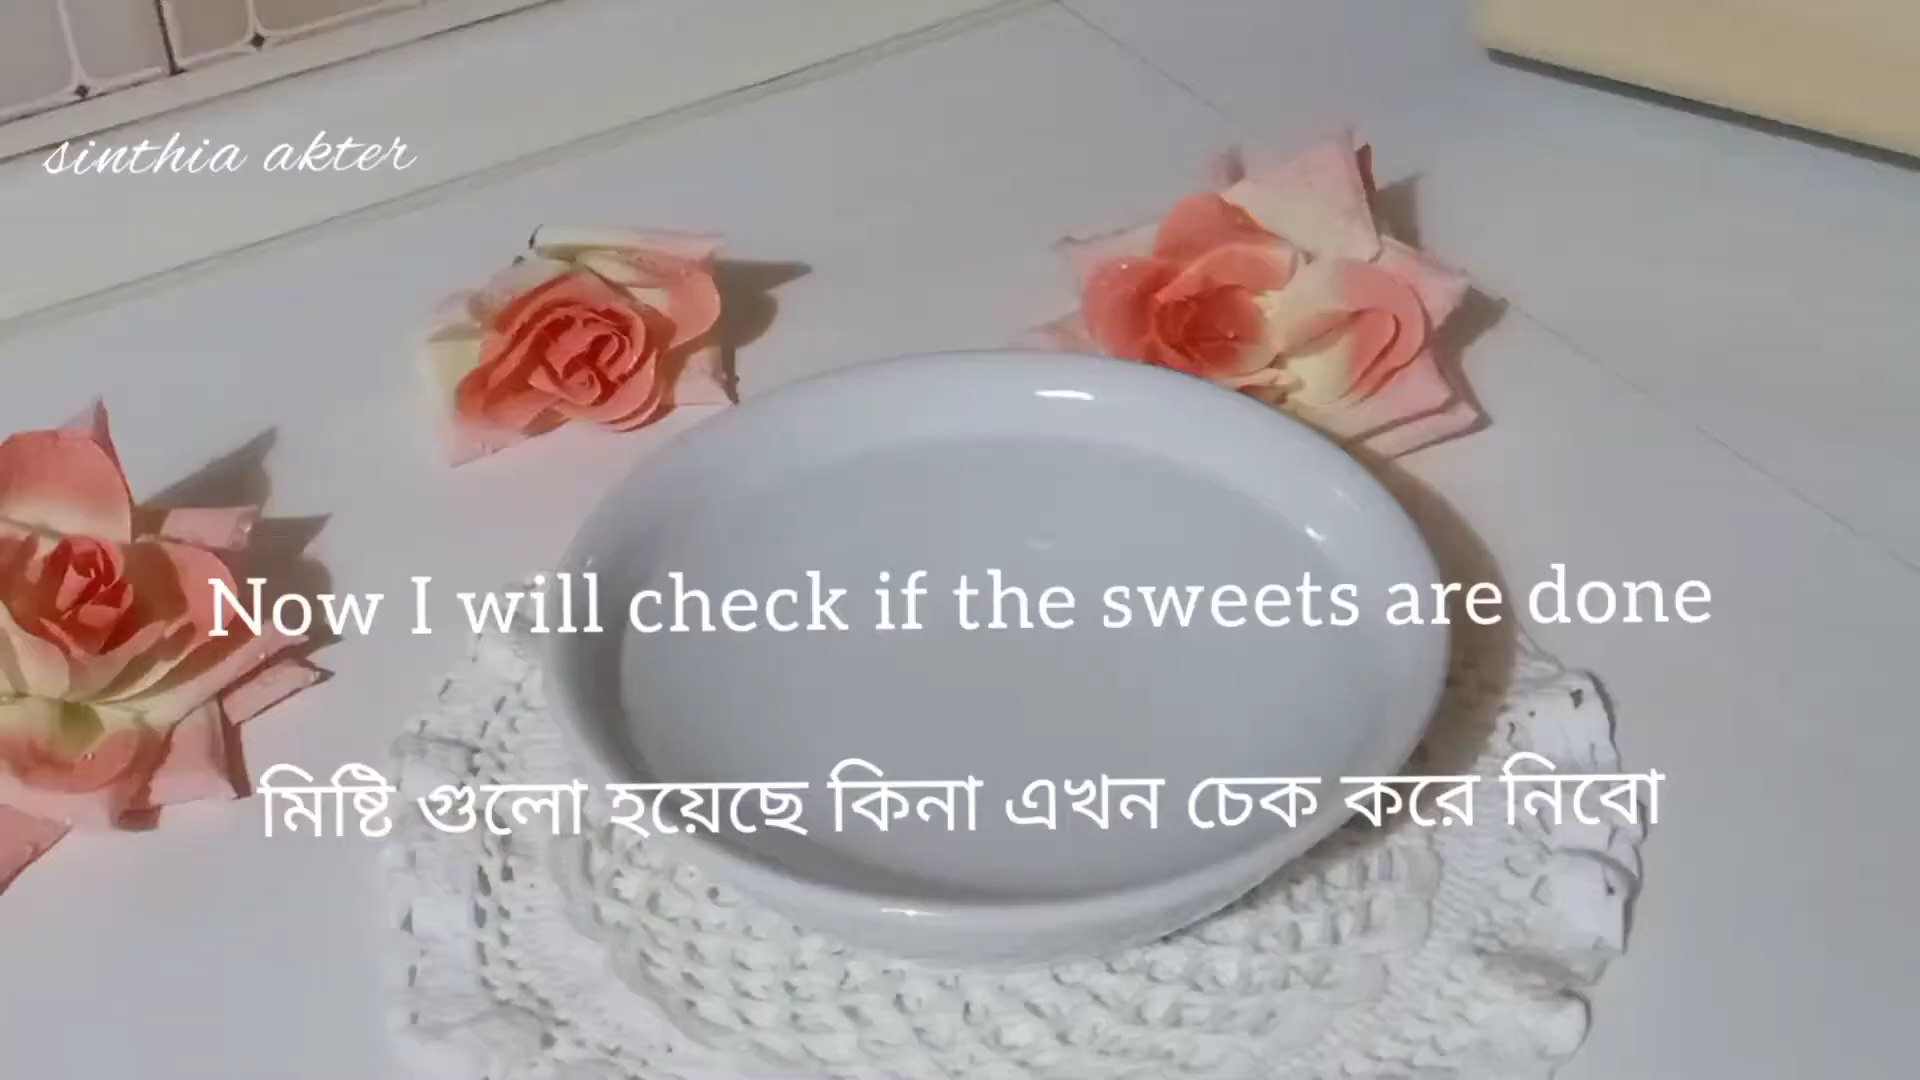 sinthia akter
Now I will check if the sweets are done
মিষ্টি গুলো হয়েছে কিনা এখন চেক করে নিবো